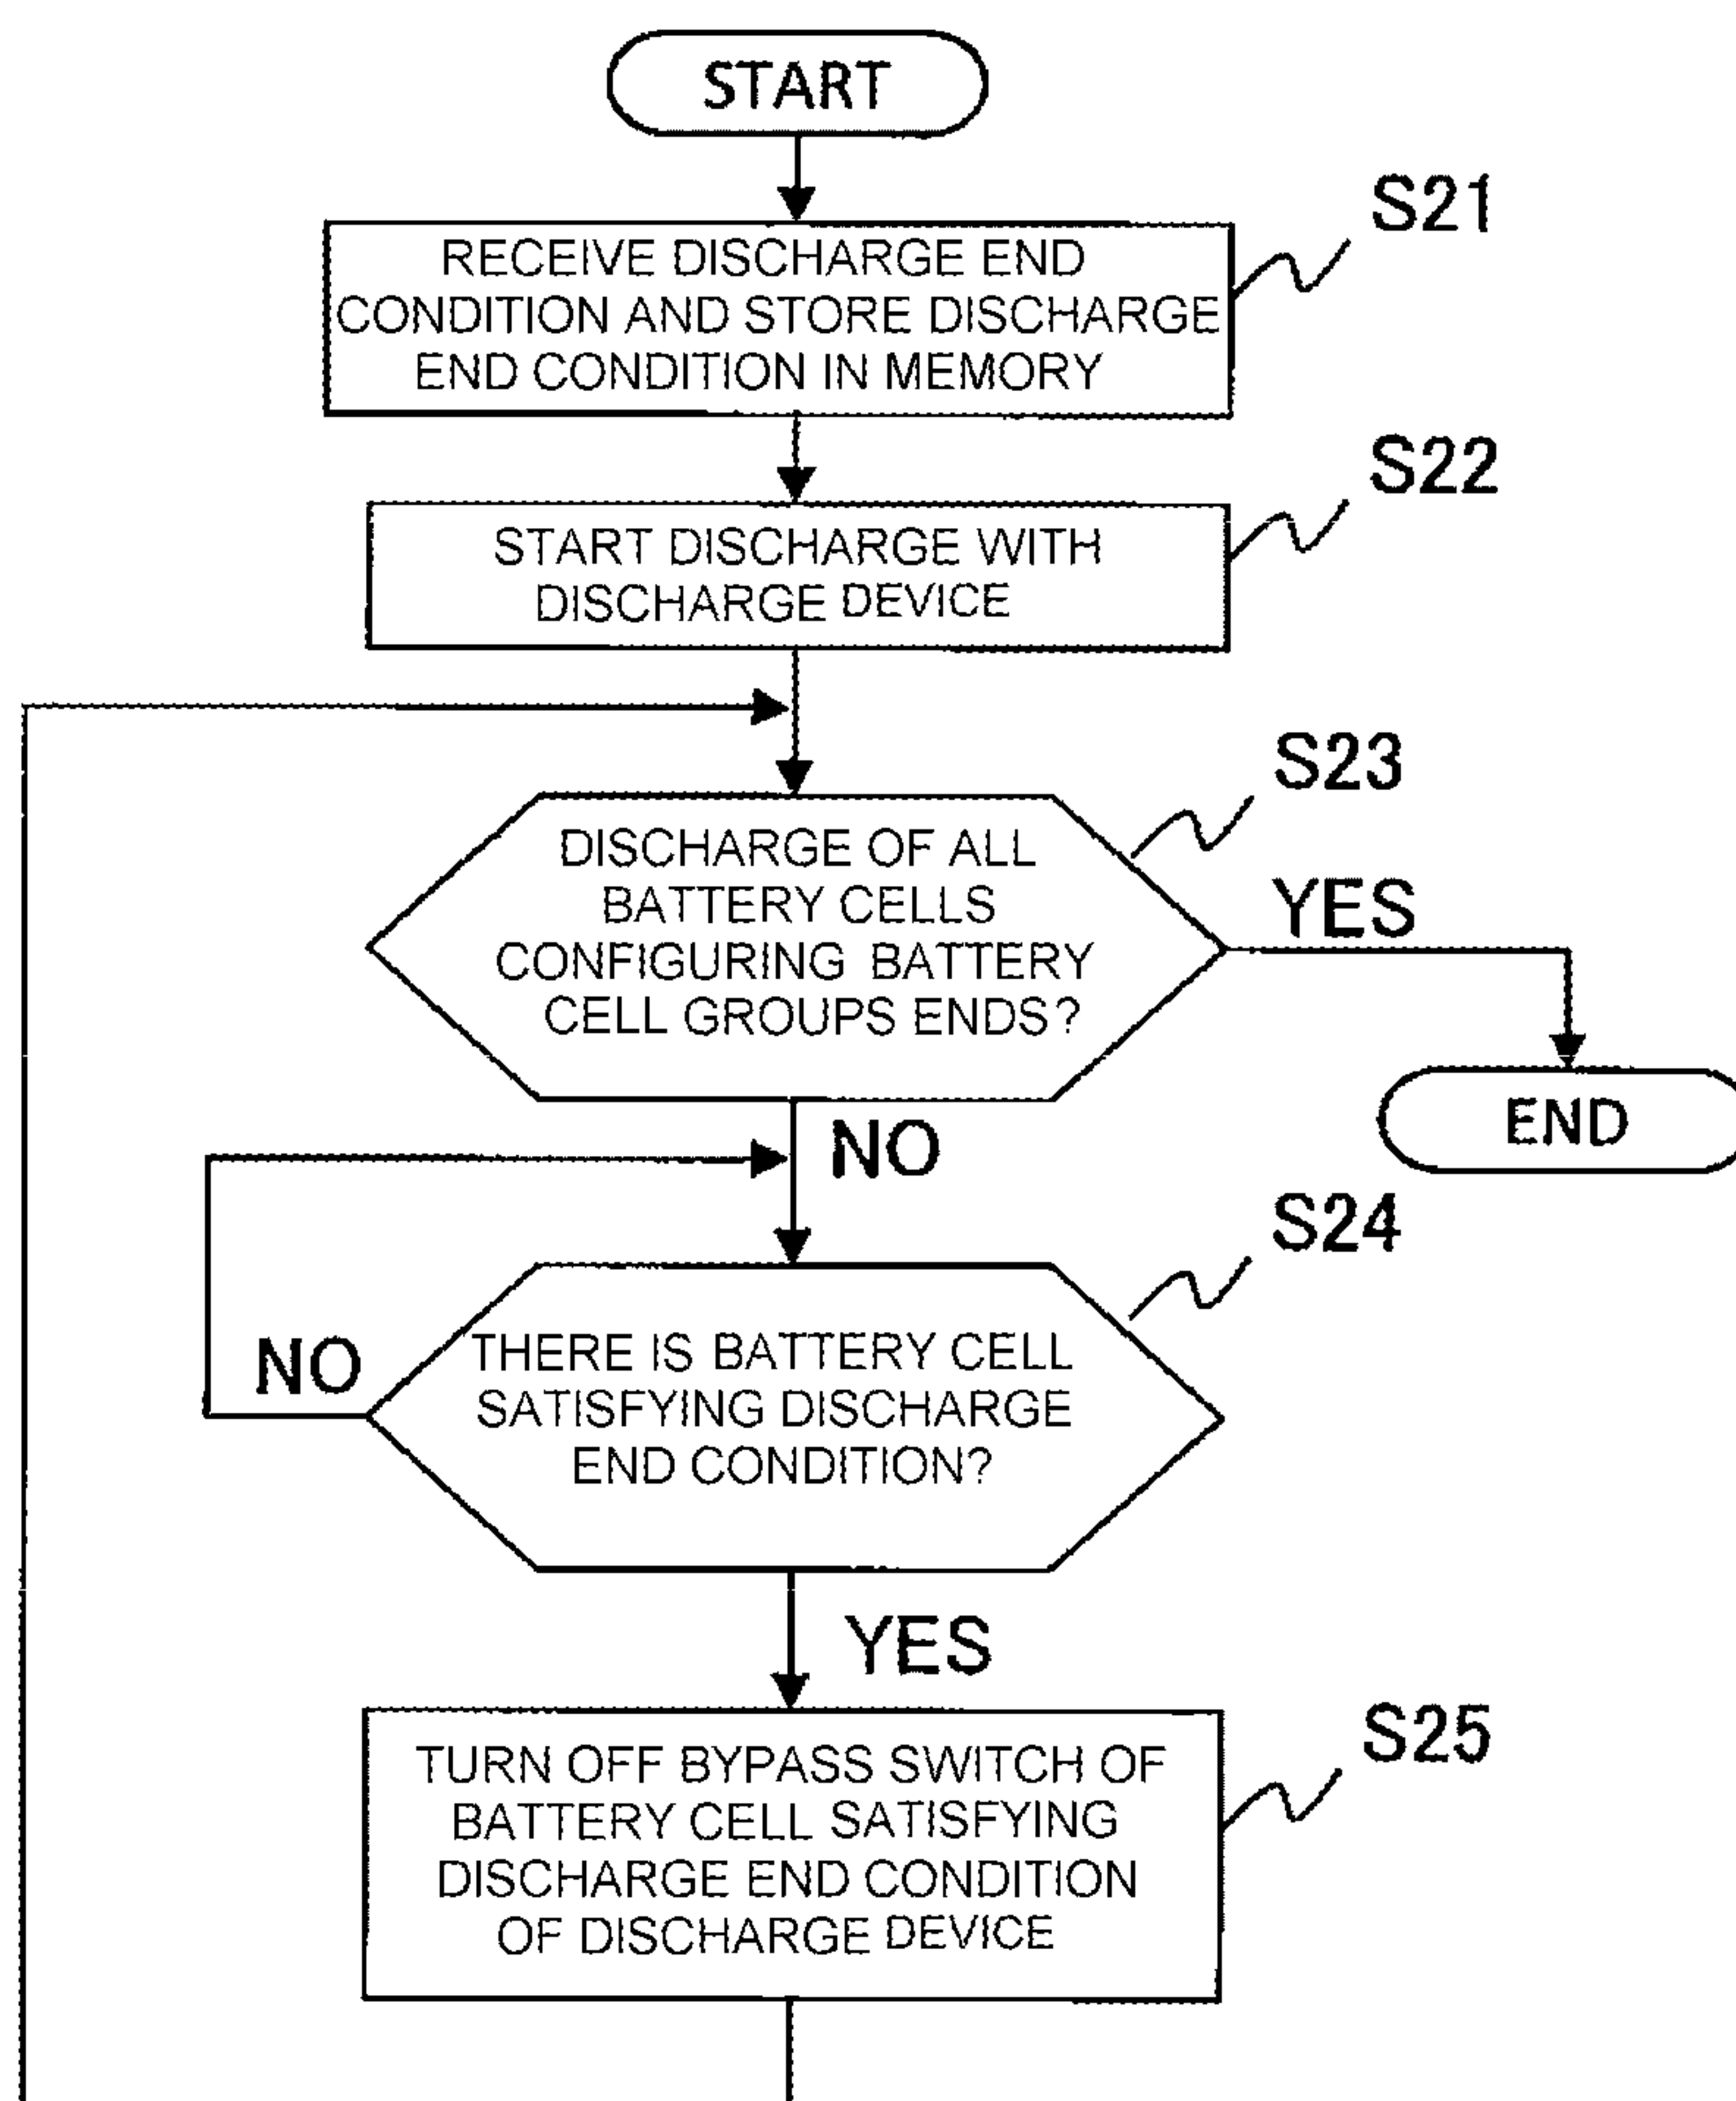 START
S21
RECEIVE DISCHARGE END
CONDITION AND STORE DISCHARGE
END CONDITION IN MEMORY
S22
START DISCHARGE WITH
DISCHARGE DEVICE
S23
DISCHARGE OF ALL
BATTERY CELLS
CONFIGURING BATTERY
CELL GROUPS ENDS?
YES
END
NO
S24
THERE IS BATTERY CELL
SATISFYING DISCHARGE
END CONDITION?
NO
YES
S25
TURN OFF BYPASS SWITCH OF
BATTERY CELL SATISFYING
DISCHARGE END CONDITION
OF DISCHARGE DEVICE